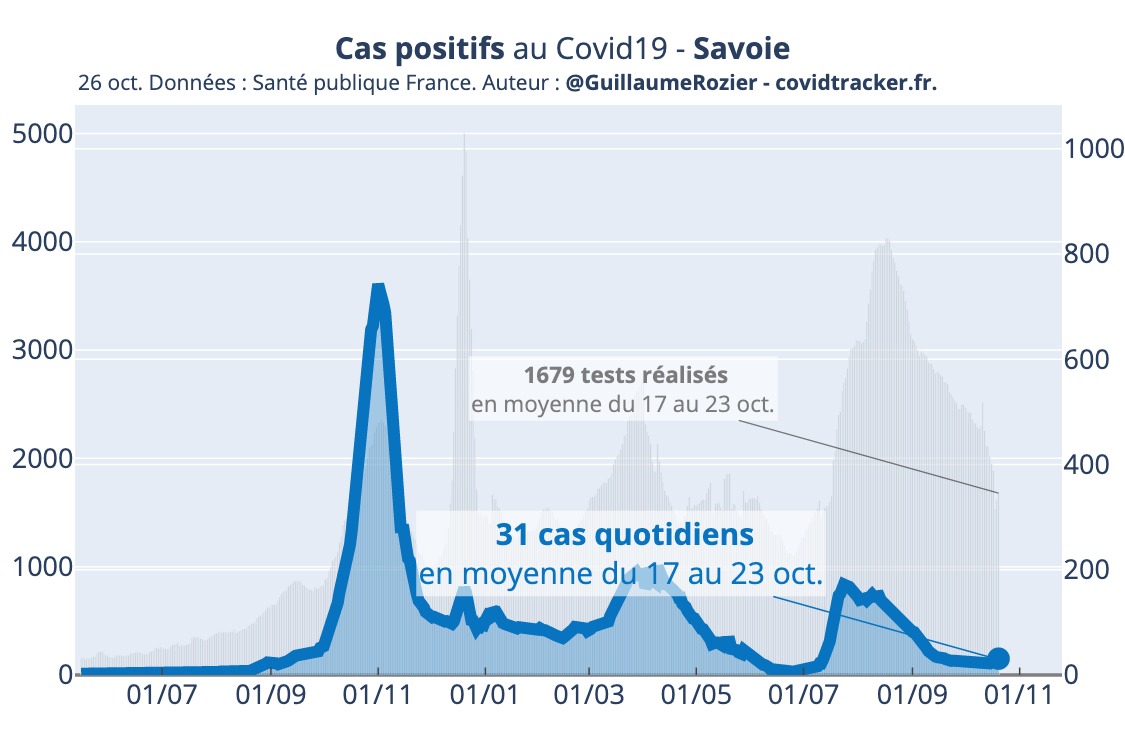 Cas positifs au Covid19 - Savoie
26 oct. Données : Santé publique France. Auteur : @GuillaumeRozier - covidtracker.fr.
5000
1000
4000
800
3000
600
1679 tests réalisés
en moyenne du 17 au 23 oct.
2000
400
31 cas quotidiens
en moyenne du 17 au 23 oct.
1000
200
0
0
01/07 01/09 01/11 01/01 01/03 01/05 01/07 01/09 01/11